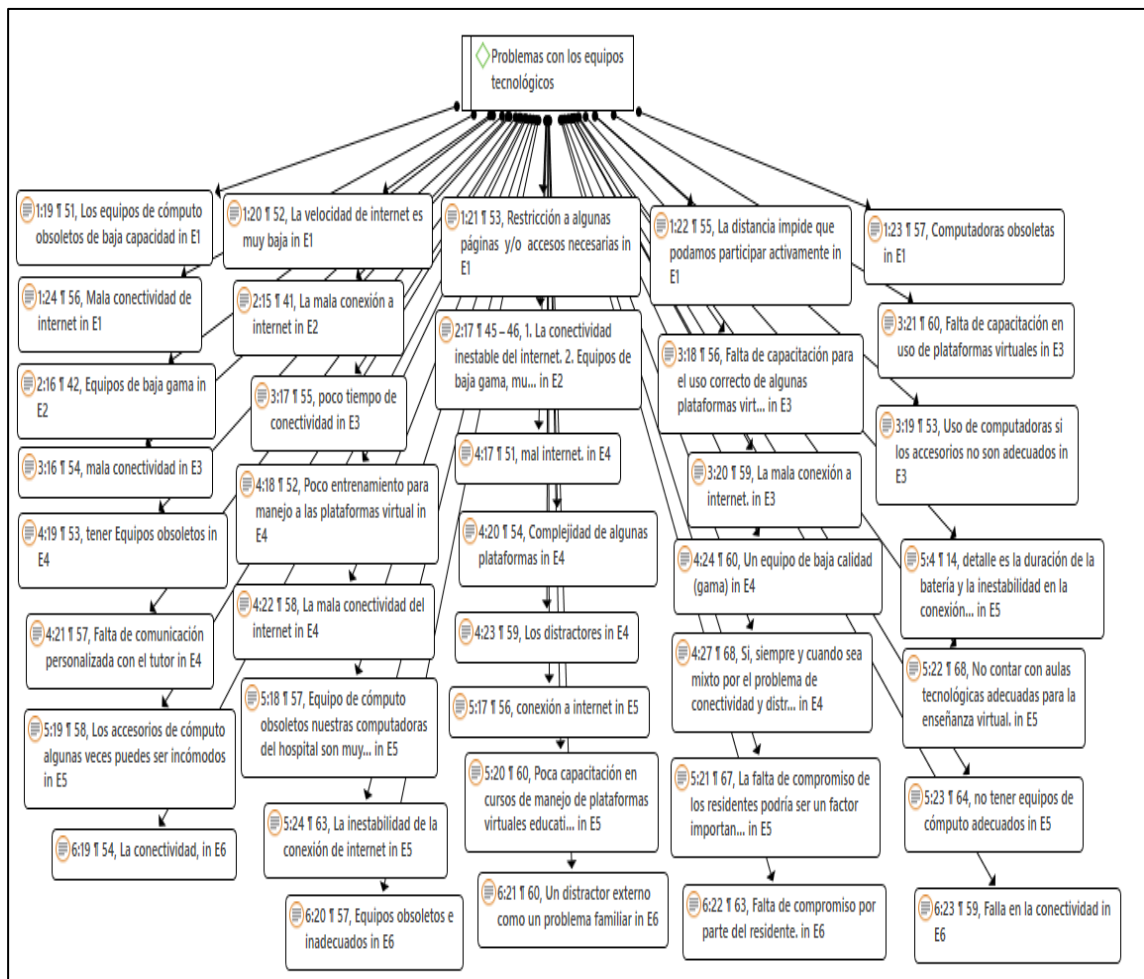 Problemas con los equipos
tecnológicos
1:19 ¶ 51, Los equipos de cómputo
obsoletos de baja capacidad in E1
1:20 ¶ 52, La velocidad de internet es
muy baja in E1
1:21 ¶ 53, Restricción a algunas
páginas y/o accesos necesarias in
E1
1:22 ¶ 55, La distancia impide que
podamos participar activamente in
E1
1:23 ¶ 57, Computadoras obsoletas
in E1
1:24 ¶ 56, Mala conectividad de
internet in E1
2:15 ¶ 41, La mala conexión a
internet in E2
2:17 ¶ 45 – 46, 1. La conectividad
inestable del internet. 2. Equipos de
baja gama, mu... in E2
3:18 ¶ 56, Falta de capacitación para
el uso correcto de algunas
plataformas virt... in E3
3:21 ¶ 60, Falta de capacitación en
uso de plataformas virtuales in E3
2:16 ¶ 42, Equipos de baja gama in
E2
3:17 ¶ 55, poco tiempo de
conectividad in E3
4:17 ¶ 51, mal internet. in E4
3:20 ¶ 59, La mala conexión a
internet. in E3
3:19 ¶ 53, Uso de computadoras si
los accesorios no son adecuados in
E3
3:16 ¶ 54, mala conectividad in E3
4:18 ¶ 52, Poco entrenamiento para
manejo a las plataformas virtual in
E4
4:20 ¶ 54, Complejidad de algunas
plataformas in E4
4:24 ¶ 60, Un equipo de baja calidad
(gama) in E4
5:4 ¶ 14, detalle es la duración de la
batería y la inestabilidad en la
conexión... in E5
4:19 ¶ 53, tener Equipos obsoletos in
E4
4:22 ¶ 58, La mala conectividad del
internet in E4
4:23 ¶ 59, Los distractores in E4
4:27 ¶ 68, Si, siempre y cuando sea
mixto por el problema de
conectividad y distr... in E4
5:22 ¶ 68, No contar con aulas
tecnológicas adecuadas para la
enseñanza virtual. in E5
4:21 ¶ 57, Falta de comunicación
personalizada con el tutor in E4
5:18 ¶ 57, Equipo de cómputo
obsoletos nuestras computadoras
del hospital son muy... in E5
5:17 ¶ 56, conexión a internet in E5
5:21 ¶ 67, La falta de compromiso de
los residentes podría ser un factor
importan... in E5
5:23 ¶ 64, no tener equipos de
cómputo adecuados in E5
5:19 ¶ 58, Los accesorios de cómputo
algunas veces puedes ser incómodos
in E5
5:24 ¶ 63, La inestabilidad de la
conexión de internet in E5
5:20 ¶ 60, Poca capacitación en
cursos de manejo de plataformas
virtuales educati... in E5
6:22 ¶ 63, Falta de compromiso por
parte del residente. in E6
6:23 ¶ 59, Falla en la conectividad in
E6
6:19 ¶ 54, La conectividad, in E6
6:20 ¶ 57, Equipos obsoletos e
inadecuados in E6
6:21 ¶ 60, Un distractor externo
como un problema familiar in E6